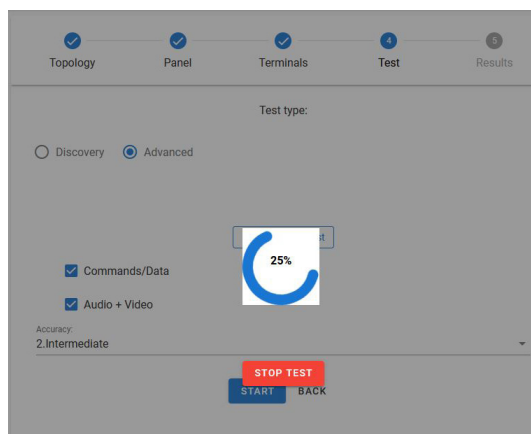 4 5
Topology Panel Terminals Test Results
Test type:
Discovery Advanced
25%
Commands/Data
Audio + Video
Accuracy:
2.Intermediate
STOP TEST
START BACK